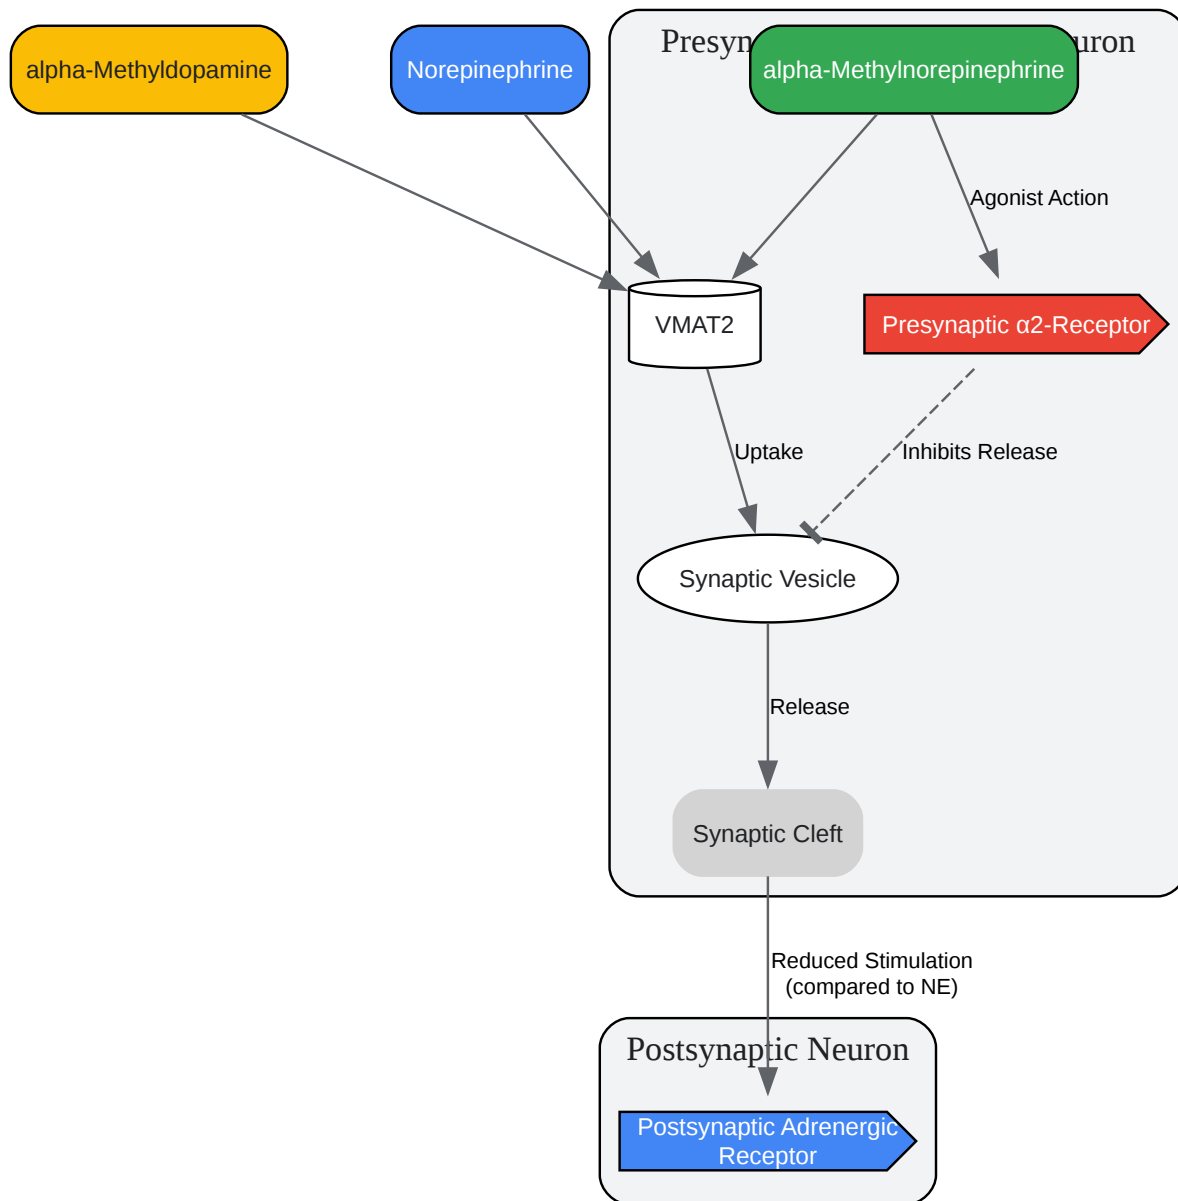 Presyn
uron
alpha-Methyldopamine
Norepinephrine
alpha-Methylnorepinephrine
Agonist Action
VMAT2
Presynaptic α2-Receptor
Uptake
Inhibits Release
Synaptic Vesicle
Release
Synaptic Cleft
Reduced Stimulation
(compared to NE)
Postsynaptic Neuron
Postsynaptic Adrenergic
Receptor